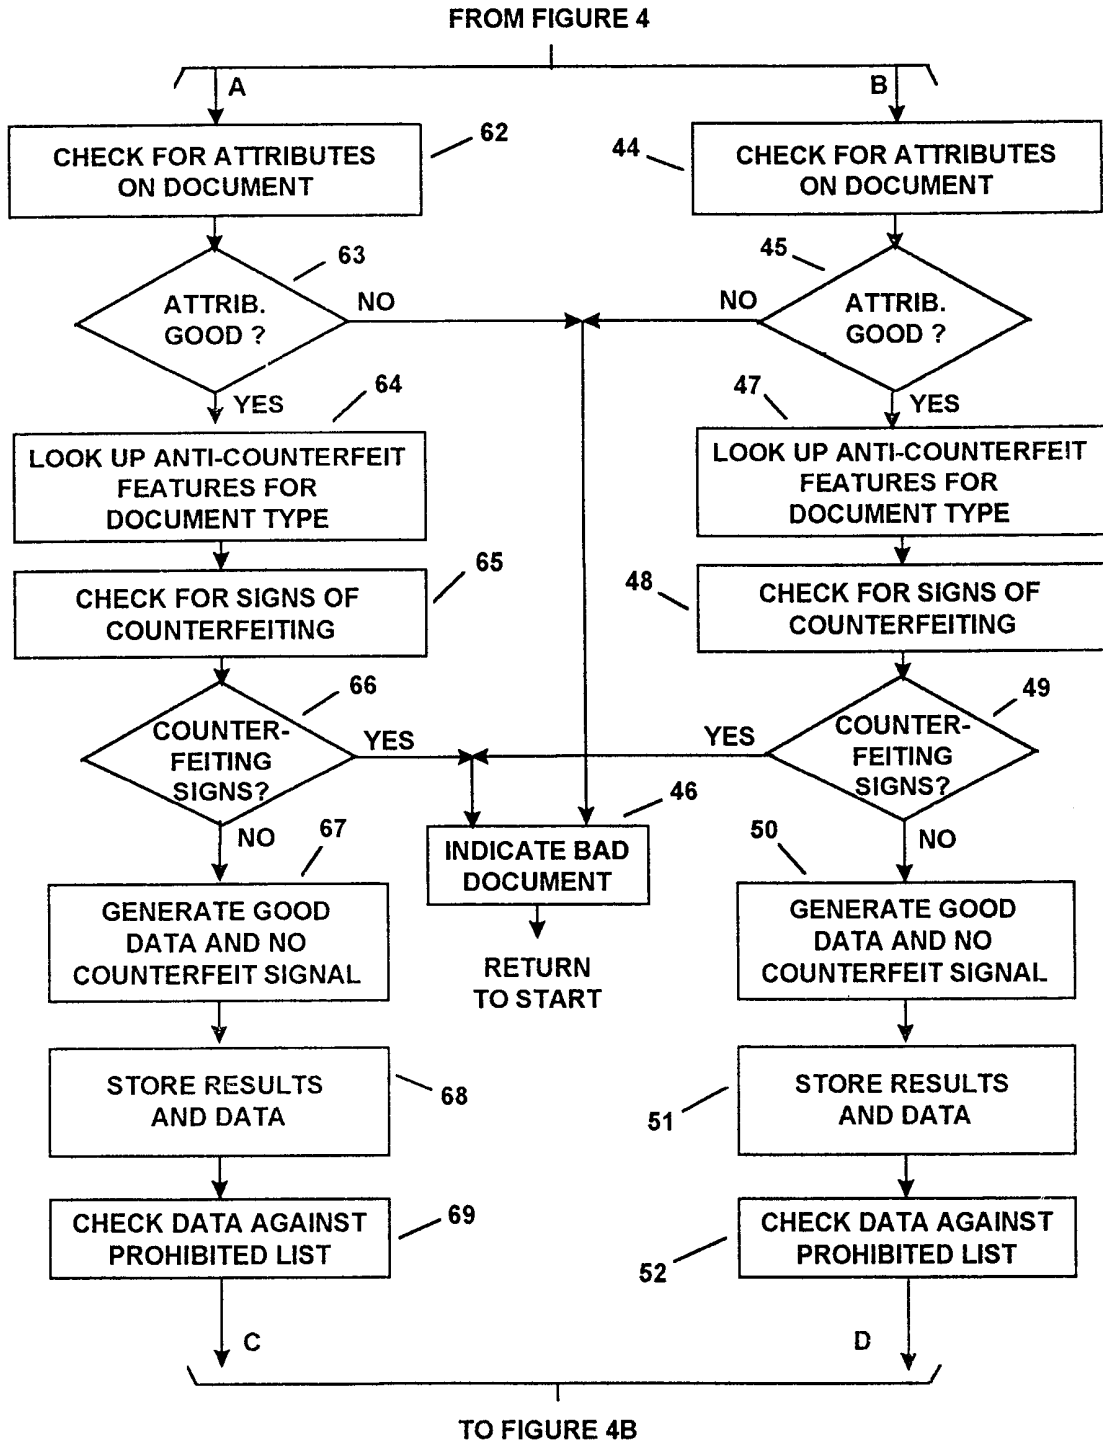 FROM FIGURE 4
A
B
62
CHECK FOR ATTRIBUTES
ON DOCUMENT
44
CHECK FOR ATTRIBUTES
ON DOCUMENT
63
ATTRIB.
GOOD ?
NO
45
NO
ATTRIB.
GOOD ?
YES
64
47
YES
LOOK UP ANTI-COUNTERFEIT
FEATURES FOR
DOCUMENT TYPE
LOOK UP ANTI-COUNTERFEIT
FEATURES FOR
DOCUMENT TYPE
65
CHECK FOR SIGNS OF
COUNTERFEITING
48
CHECK FOR SIGNS OF
COUNTERFEITING
66
COUNTER-
FEITING
SIGNS?
YES
49
YES
COUNTER-
FEITING
SIGNS?
NO
67
46
INDICATE BAD
DOCUMENT
50
NO
GENERATE GOOD
DATA AND NO
COUNTERFEIT SIGNAL
RETURN
TO START
GENERATE GOOD
DATA AND NO
COUNTERFEIT SIGNAL
STORE RESULTS
AND DATA
68
STORE RESULTS
AND DATA
51
CHECK DATA AGAINST
PROHIBITED LIST
69
CHECK DATA AGAINST
PROHIBITED LIST
52
C
D
TO FIGURE 4B